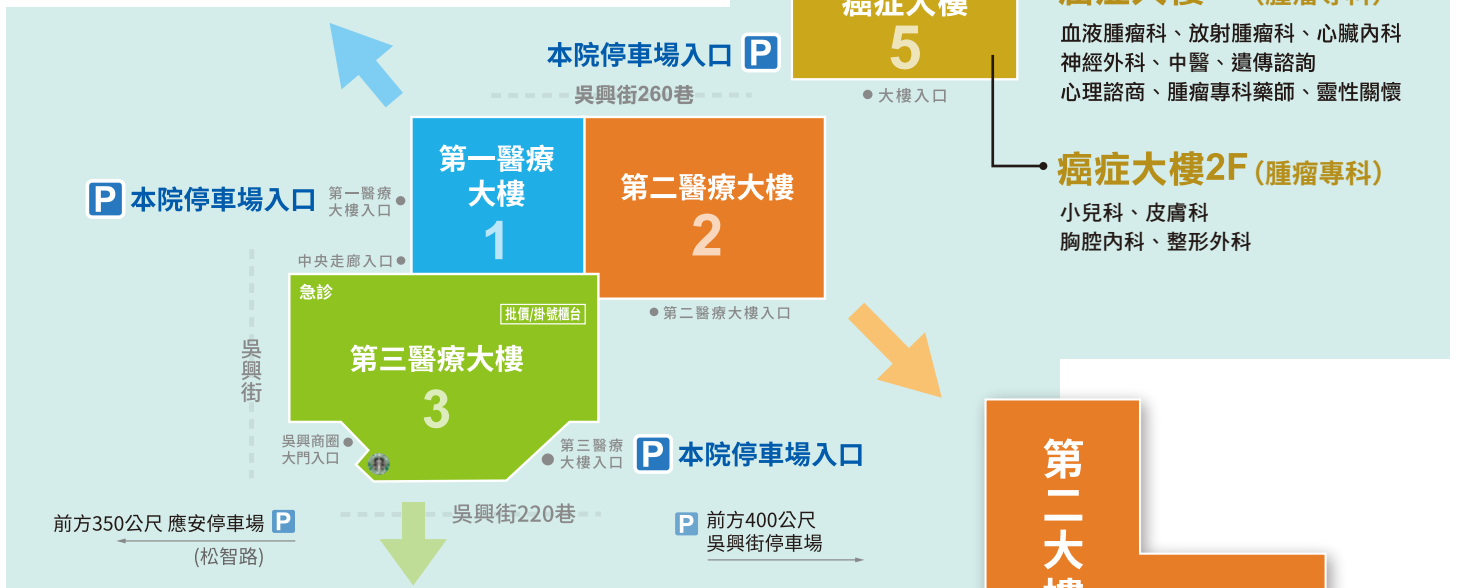 癌症大樓
5
本院停車場入口 P
吳興街260巷
大樓入口
血液腫瘤科、放射腫瘤科、心臟內科
神經外科、中醫、遺傳諮詢
心理諮商、腫瘤專科藥師、靈性關懷
癌症大樓2F(腫瘤專科)
小兒科、皮膚科
胸腔內科、整形外科
第一醫療
大樓
1
第二醫療大樓
2
P 本院停車場入口
第一醫療
大樓入口
中央走廊入口
急診
批價/掛號櫃台
第二醫療大樓入口
第三醫療大樓
3
吳興街
吳興商圈
大門入口
第三醫療
大樓入口
P 本院停車場入口
吳興街220巷
前方350公尺 應安停車場 P
(松智路)
P 前方400公尺
吳興街停車場
第二大樓